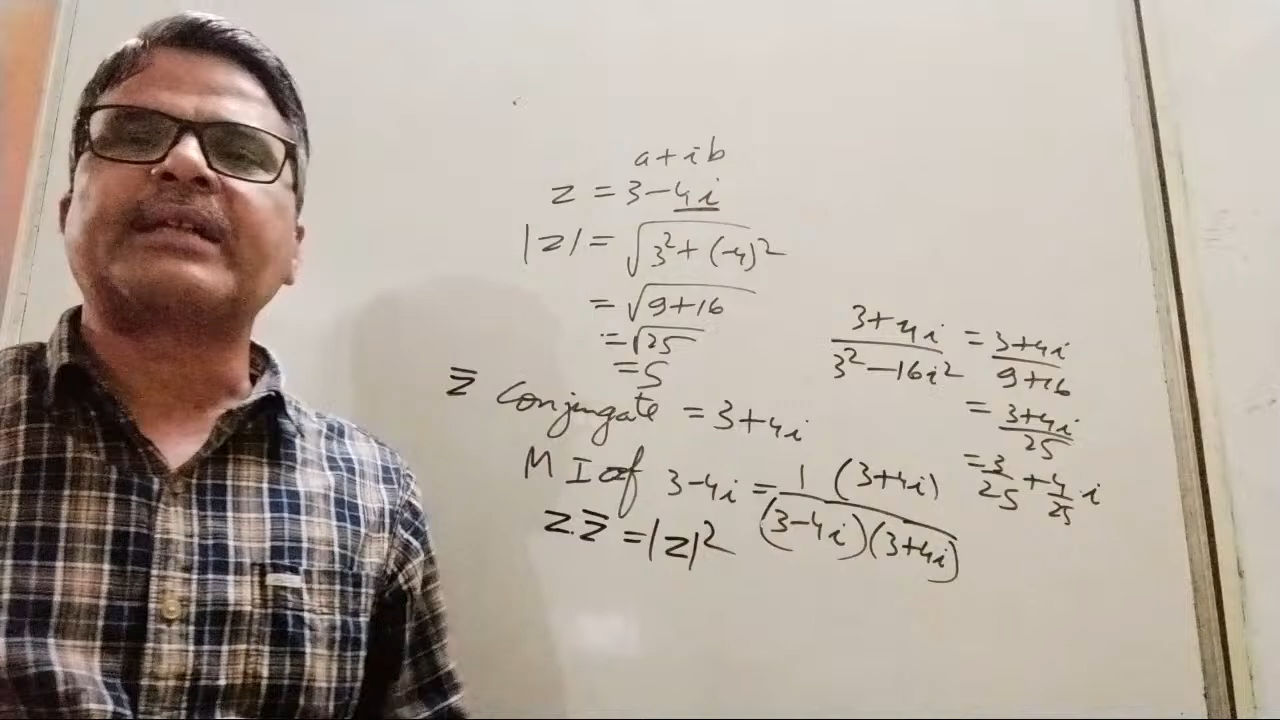 a+ib
z = 3-4i
|z| = √3²+(-4)²
= √9+16
= √25
= 5
z̄ Conjugate = 3+4i
M I of 3-4i = 1 (3+4i) / (3-4i)(3+4i)
z.z̄ = |z|²
3+4i / 3²-16i² = 3+4i / 9+16
= 3+4i / 25
= 3/25 + 4/25 i